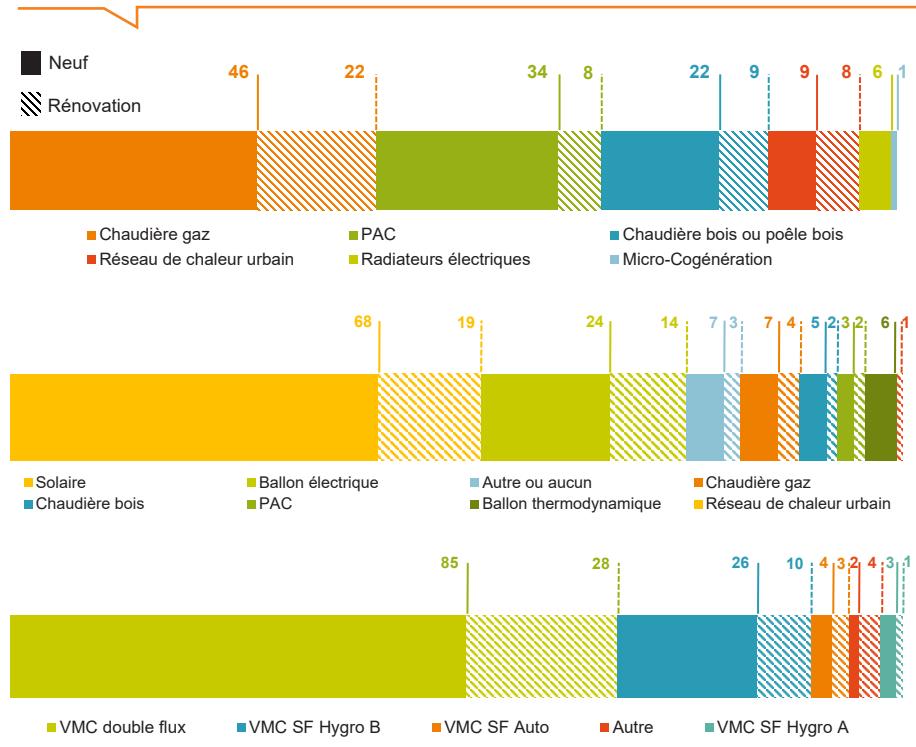 Neuf
46 22 34 8 22 9 9 8 6 1
Rénovation
Chaudière gaz PAC Chaudière bois ou poêle bois
Réseau de chaleur urbain Radiateurs électriques Micro-Cogénération
68 19 24 14 7 3 7 4 5 2 3 2 6 1
Solaire Ballon électrique Autre ou aucun Chaudière gaz
Chaudière bois PAC Ballon thermodynamique Réseau de chaleur urbain
85 28 26 10 4 3 2 4 3 1
VMC double flux VMC SF Hygro B VMC SF Auto Autre VMC SF Hygro A